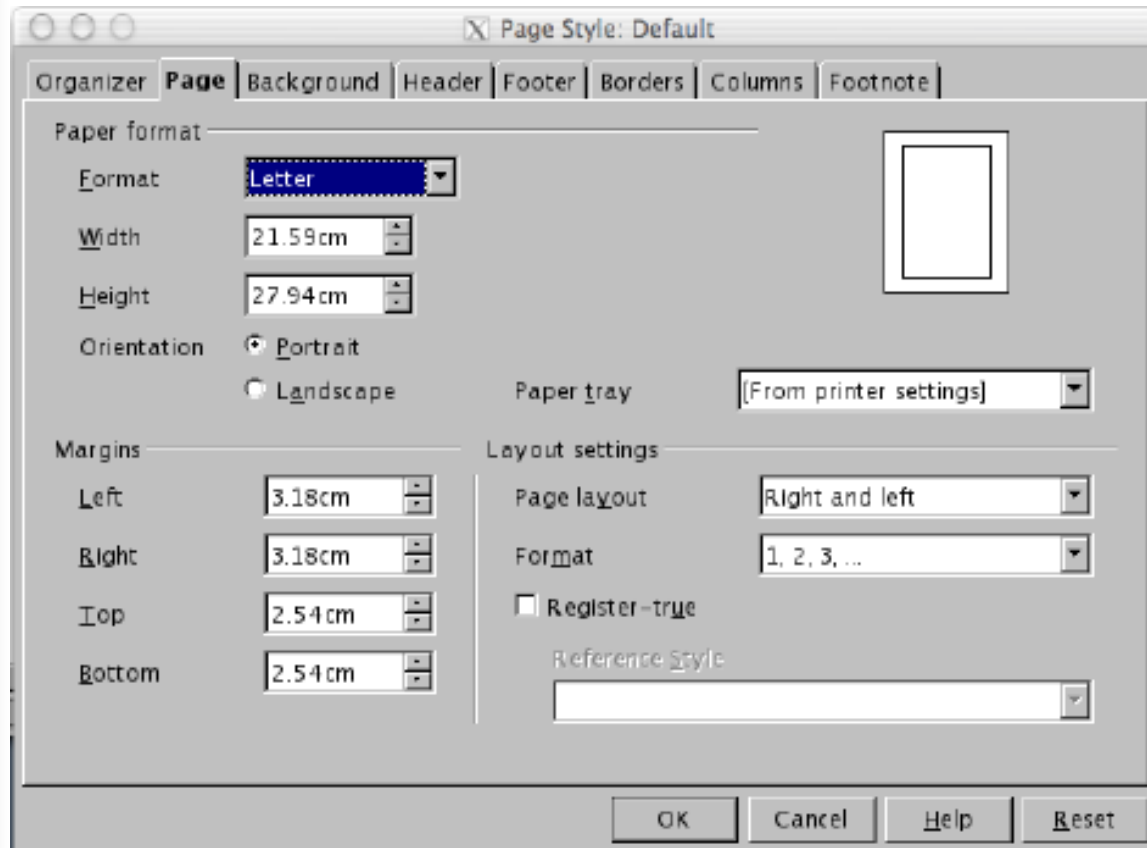 Page Style: Default
Organizer Page Background Header Footer Borders Columns Footnote
Paper format
Format Letter
Width 21.59cm
Height 27.94cm
Orientation Portrait
Landscape
Paper tray [From printer settings]
Margins
Left 3.18cm
Right 3.18cm
Top 2.54cm
Bottom 2.54cm
Layout settings
Page layout Right and left
Format 1, 2, 3, ...
Register-true
Reference Style
OK Cancel Help Reset